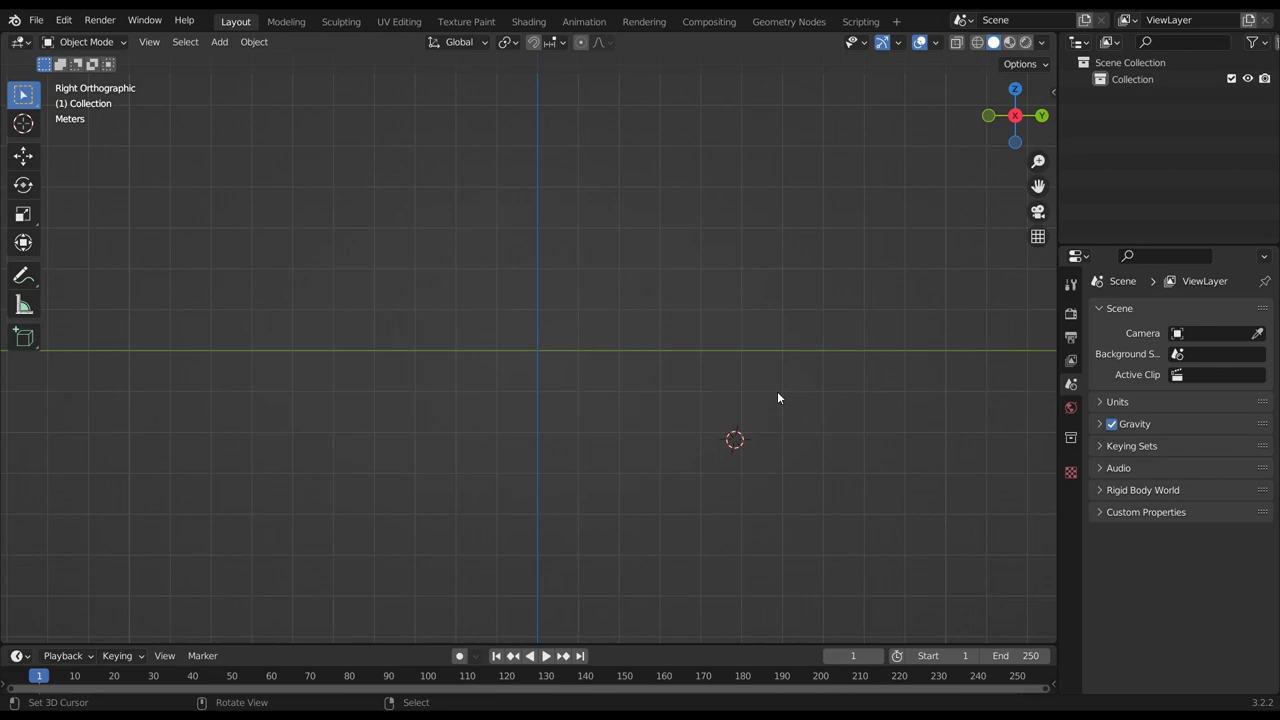 File Edit Render Window Help Layout Modeling Sculpting UV Editing Texture Paint Shading Animation Rendering Compositing Geometry Nodes Scripting + Scene ViewLayer
Object Mode View Select Add Object Global
Options
Right Orthographic
(1) Collection
Meters
Z
X
Y
Scene Collection
Collection
Scene > ViewLayer
Scene
Camera
Background S...
Active Clip
Units
Gravity
Keying Sets
Audio
Rigid Body World
Custom Properties
Playback Keying View Marker 1 Start 1 End 250
1 10 20 30 40 50 60 70 80 90 100 110 120 130 140 150 160 170 180 190 200 210 220 230 240 250
Set 3D Cursor Rotate View Select 3.2.2